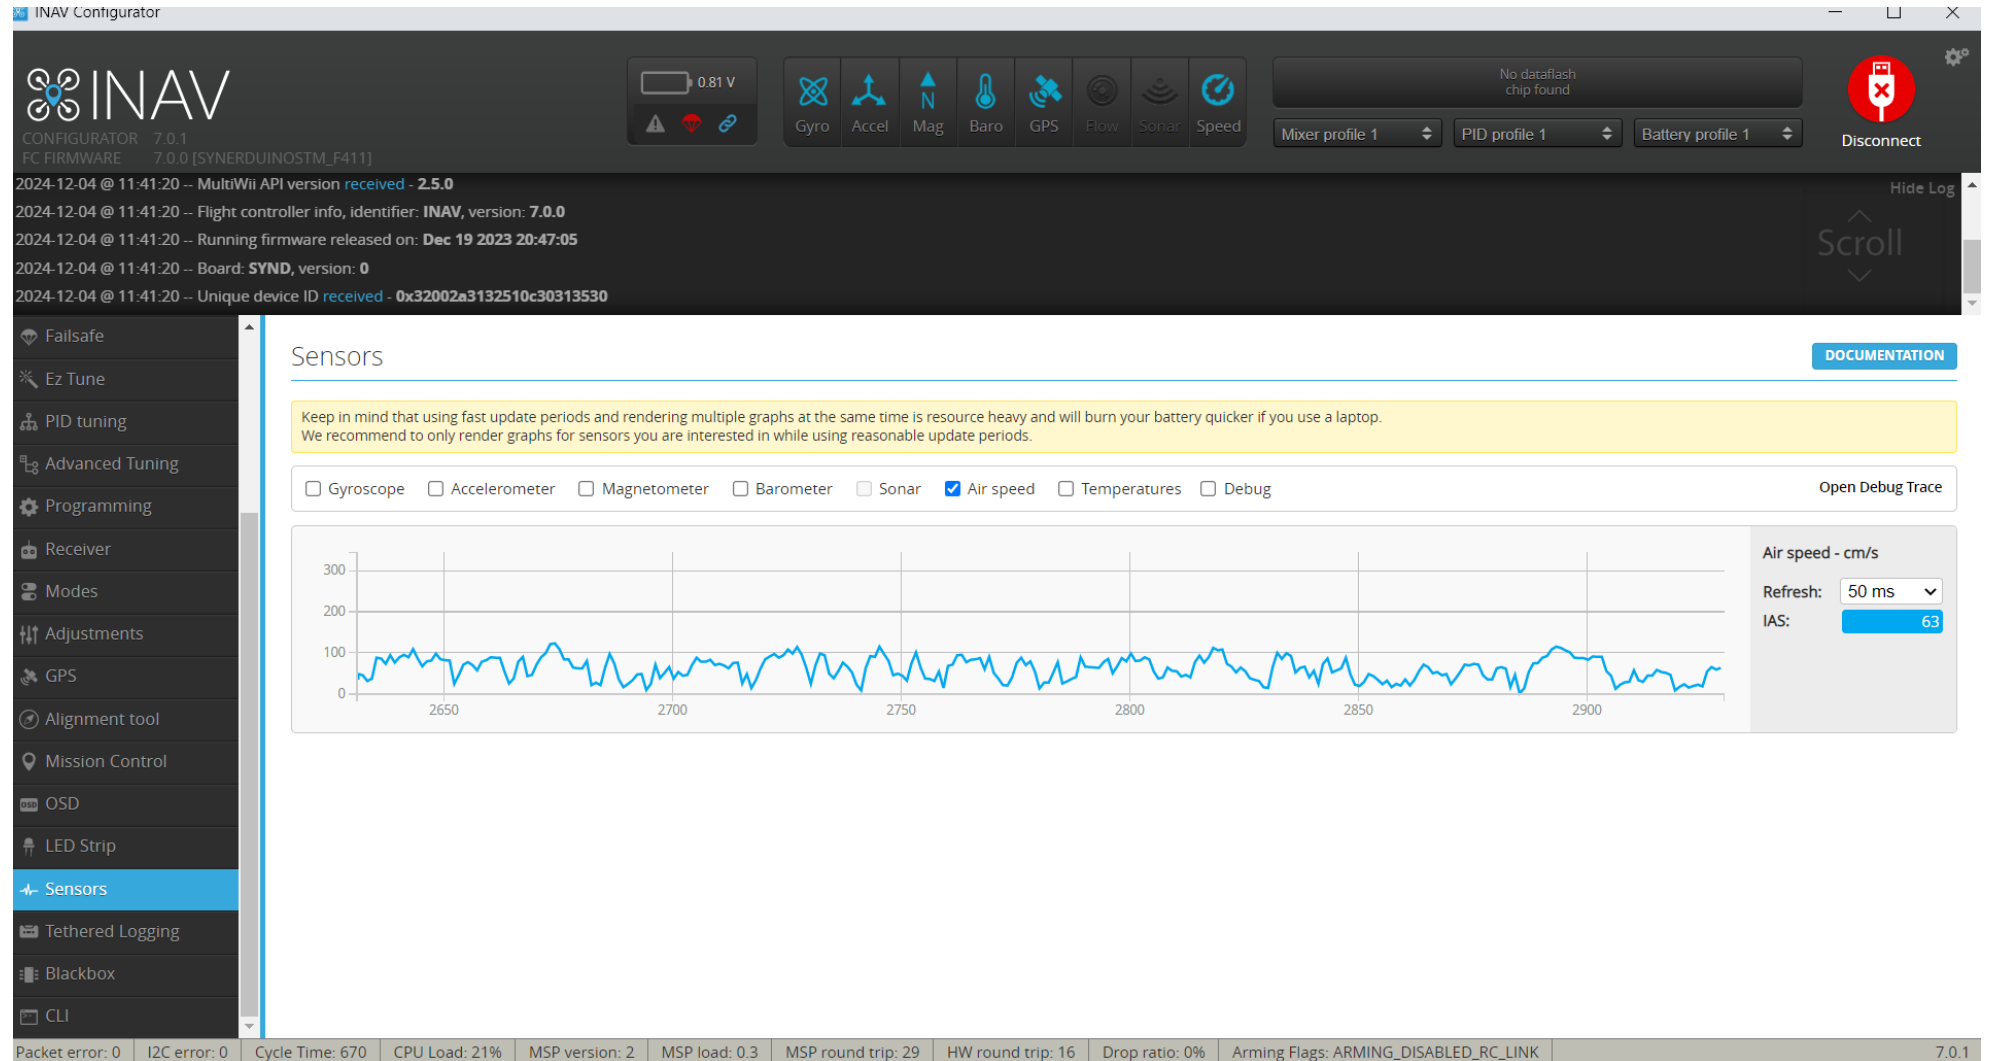 INAV Configurator
INAV
CONFIGURATOR 7.0.1
FC FIRMWARE 7.0.0 [SYNERDUINOSTM_F411]
0.81 V
N
Gyro Accel Mag Baro GPS Flow Sonar Speed
No dataflash
chip found
Mixer profile 1 PID profile 1 Battery profile 1
Disconnect
2024-12-04 @ 11:41:20 -- MultiWii API version received - 2.5.0
2024-12-04 @ 11:41:20 -- Flight controller info, identifier: INAV, version: 7.0.0
2024-12-04 @ 11:41:20 -- Running firmware released on: Dec 19 2023 20:47:05
2024-12-04 @ 11:41:20 -- Board: SYND, version: 0
2024-12-04 @ 11:41:20 -- Unique device ID received - 0x32002a3132510c30313530
Hide Log
Scroll
Failsafe
Ez Tune
PID tuning
Advanced Tuning
Programming
Receiver
Modes
Adjustments
GPS
Alignment tool
Mission Control
OSD
LED Strip
Sensors
Tethered Logging
Blackbox
CLI
Sensors
DOCUMENTATION
Keep in mind that using fast update periods and rendering multiple graphs at the same time is resource heavy and will burn your battery quicker if you use a laptop.
We recommend to only render graphs for sensors you are interested in while using reasonable update periods.
Gyroscope Accelerometer Magnetometer Barometer Sonar Air speed Temperatures Debug
Open Debug Trace
300
200
100
0
2650 2700 2750 2800 2850 2900
Air speed - cm/s
Refresh: 50 ms
IAS: 63
Packet error: 0 I2C error: 0 Cycle Time: 670 CPU Load: 21% MSP version: 2 MSP load: 0.3 MSP round trip: 29 HW round trip: 16 Drop ratio: 0% Arming Flags: ARMING_DISABLED_RC_LINK 7.0.1